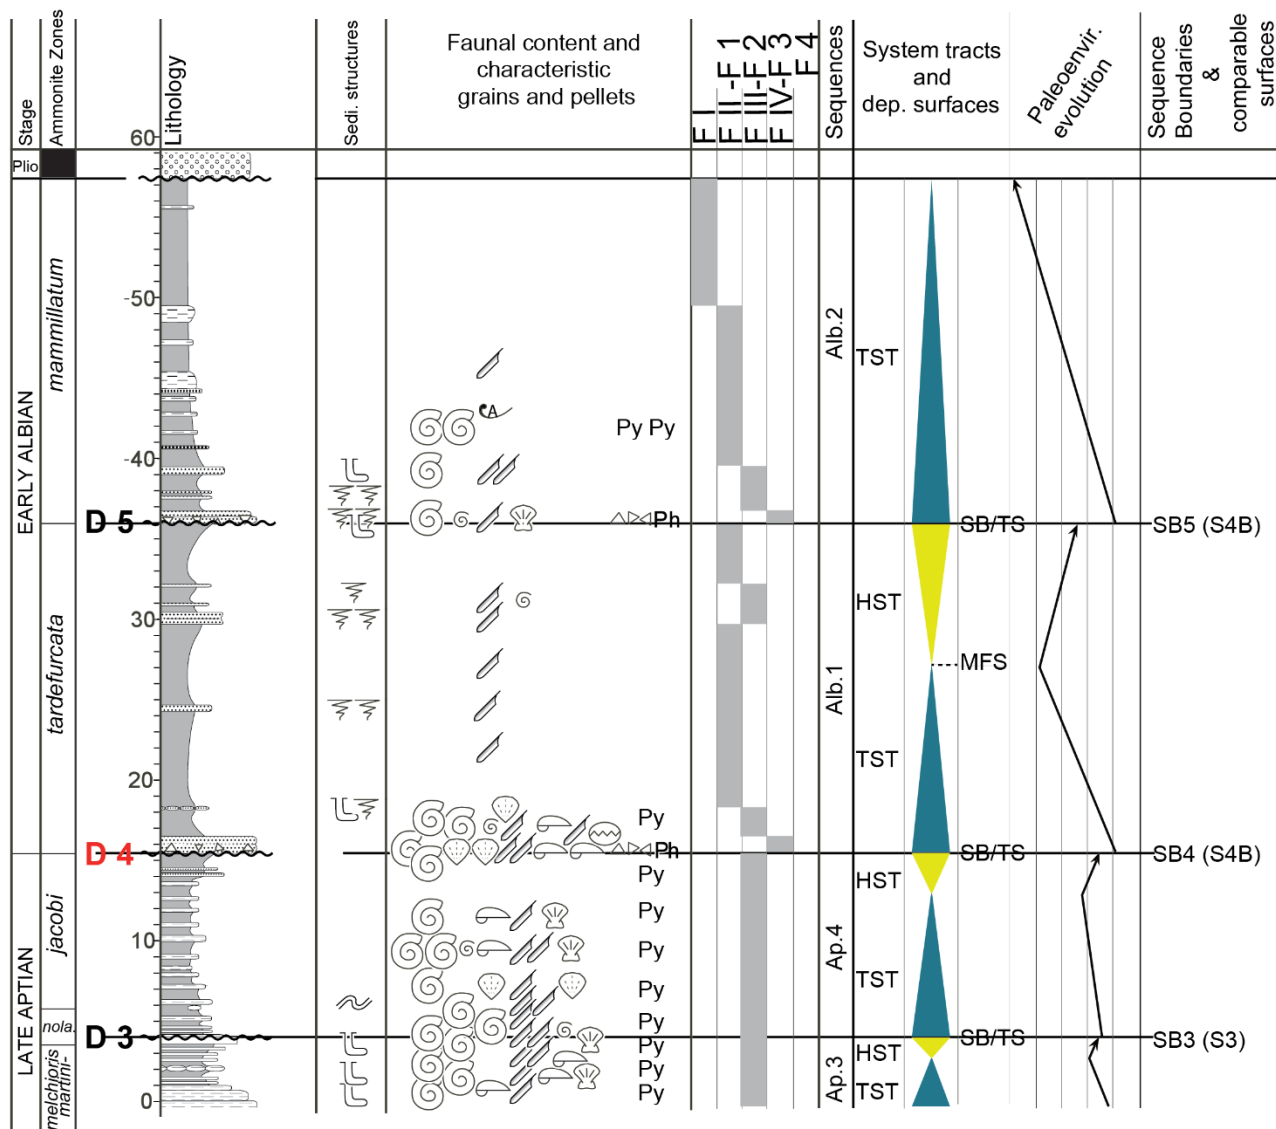 Stage
Ammonite Zones
Lithology
Sedi. structures
Faunal content and
characteristic
grains and pellets
F I
F II -F 1
F III-F 2
F IV-F 3
F 4
Sequences
System tracts
and
dep. surfaces
Paleoenvir.
evolution
Sequence
Boundaries
&
comparable
surfaces
60
Plio
-50
mammillatum
Alb.2
TST
A
Py Py
-40
EARLY ALBIAN
D 5
Ph
SB/TS
SB5 (S4B)
HST
30
MFS
tardefurcata
Alb.1
TST
20
Py
D 4
Ph
SB/TS
SB4 (S4B)
Py
HST
Py
10
jacobi
Py
Ap.4
TST
Py
LATE APTIAN
nola.
Py
D 3
SB/TS
SB3 (S3)
Py
HST
Py
melchioris
martini-
Ap.3
Py
TST
0